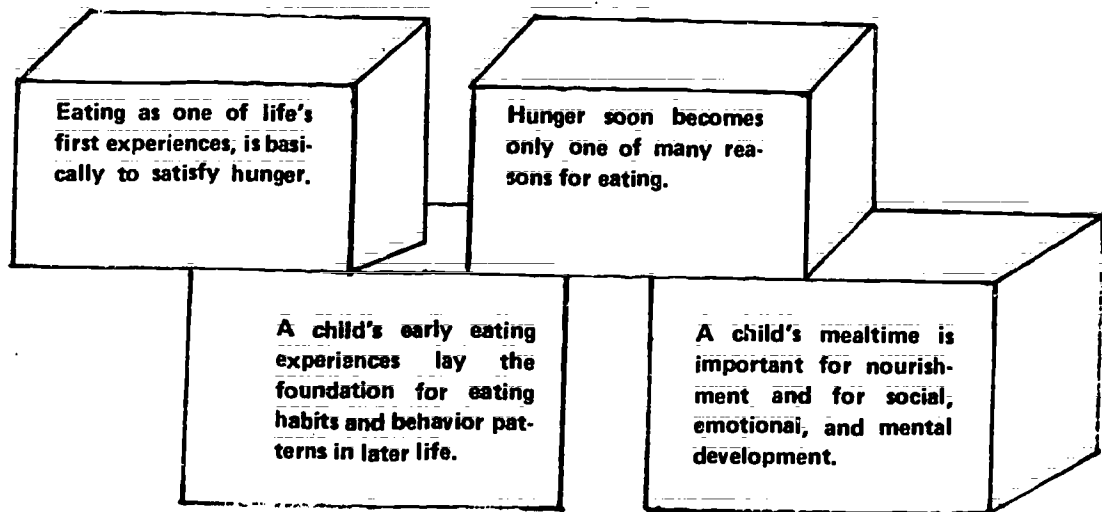 Eating as one of life's
first experiences, is basi-
cally to satisfy hunger.
Hunger soon becomes
only one of many rea-
sons for eating.
A child's early eating
experiences lay the
foundation for eating
habits and behavior pat-
terns in later life.
A child's mealtime is
important for nourish-
ment and for social,
emotional, and mental
development.